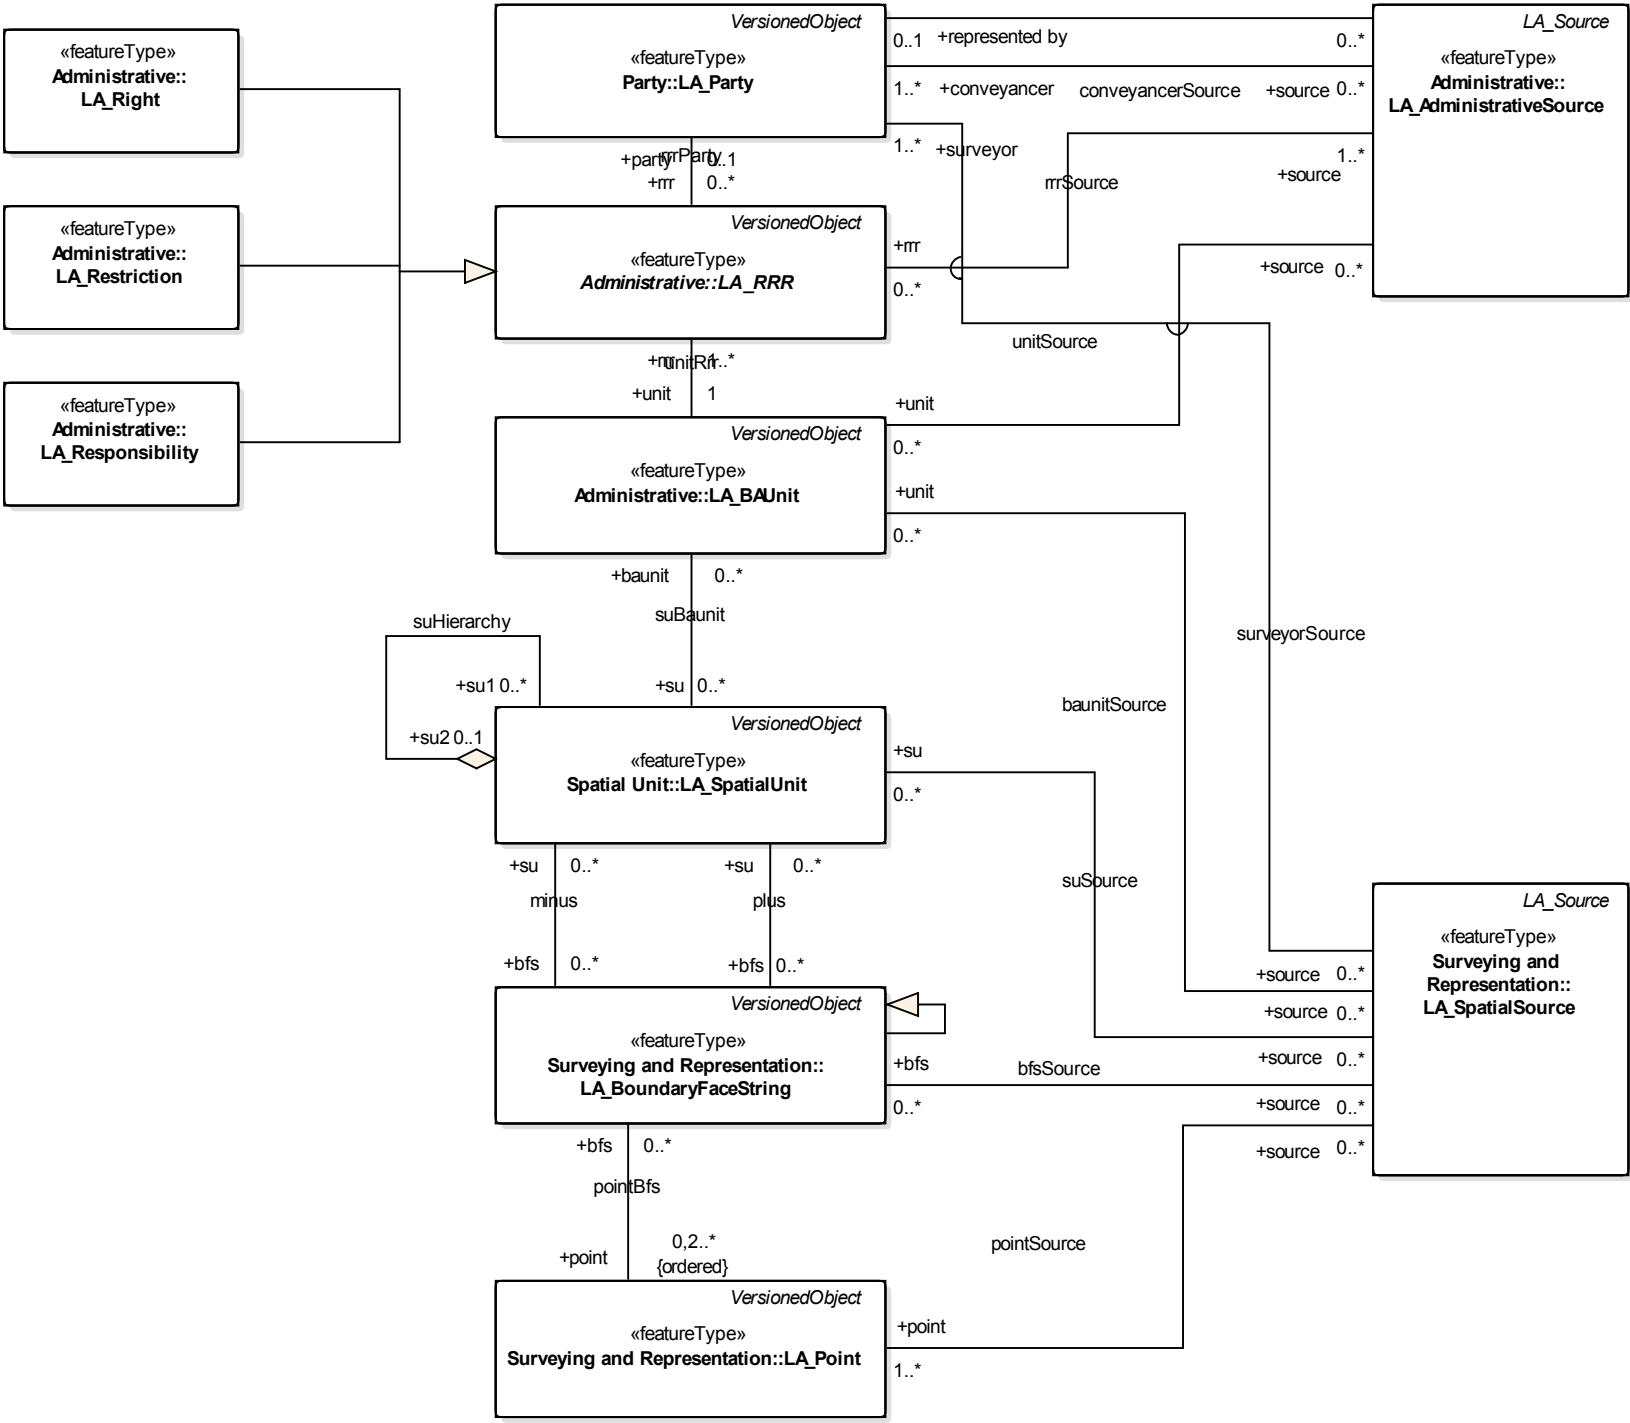 «featureType»
Administrative::
LA_Right
«featureType»
Administrative::
LA_Restriction
«featureType»
Administrative::
LA_Responsibility
VersionedObject
«featureType»
Party::LA_Party
0..1 +represented by 0..*
1..* +conveyancer conveyancerSource +source 0..*
1..* +surveyor
LA_Source
«featureType»
Administrative::
LA_AdministrativeSource
+party rrrParty 0..1
+rrr 0..*
rrrSource
1..*
+source
VersionedObject
«featureType»
Administrative::LA_RRR
+rrr
0..*
+source 0..*
unitSource
+rrr unitRrr 1..*
+unit 1
VersionedObject
«featureType»
Administrative::LA_BAUnit
+unit
0..*
+unit
0..*
+baunit 0..*
suBaunit
+su 0..*
suHierarchy
+su1 0..*
+su2 0..1
surveyorSource
baunitSource
VersionedObject
«featureType»
Spatial Unit::LA_SpatialUnit
+su
0..*
suSource
+su 0..*
minus
+bfs 0..*
+su 0..*
plus
+bfs 0..*
LA_Source
«featureType»
Surveying and
Representation::
LA_SpatialSource
+source 0..*
+source 0..*
+source 0..*
+source 0..*
+source 0..*
VersionedObject
«featureType»
Surveying and Representation::
LA_BoundaryFaceString
+bfs
bfsSource
0..*
+bfs 0..*
pointBfs
0,2..*
+point
{ordered}
pointSource
VersionedObject
«featureType»
Surveying and Representation::LA_Point
+point
1..*